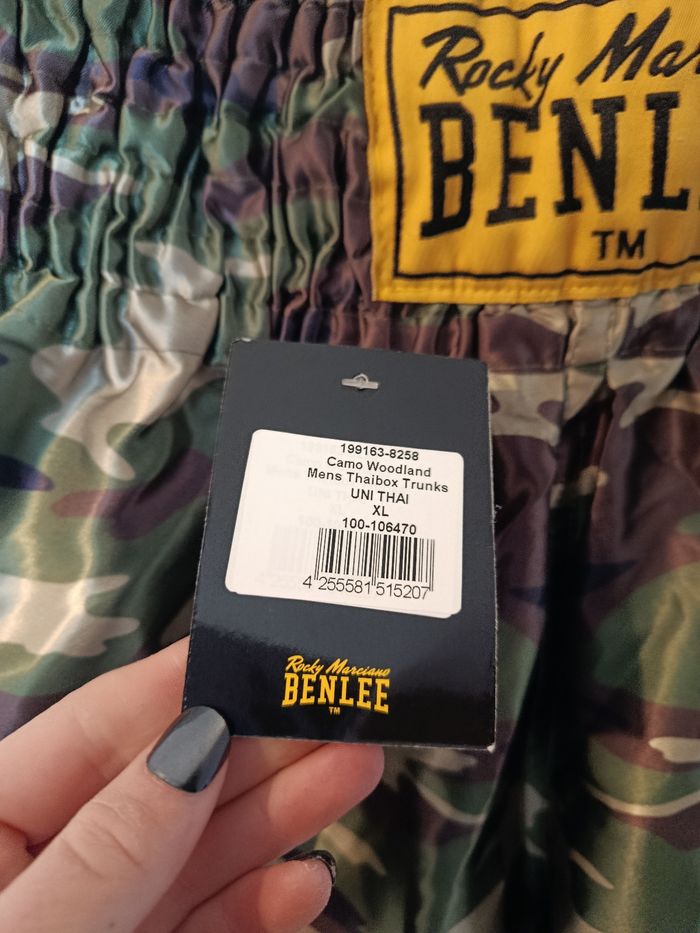 Rocky Mar
BENL
TM
199163-8258
Camo Woodland
Mens Thaibox Trunks
UNI THAI
XL
100-106470
4 255581 515207
Rocky Marciano
BENLEE
TM